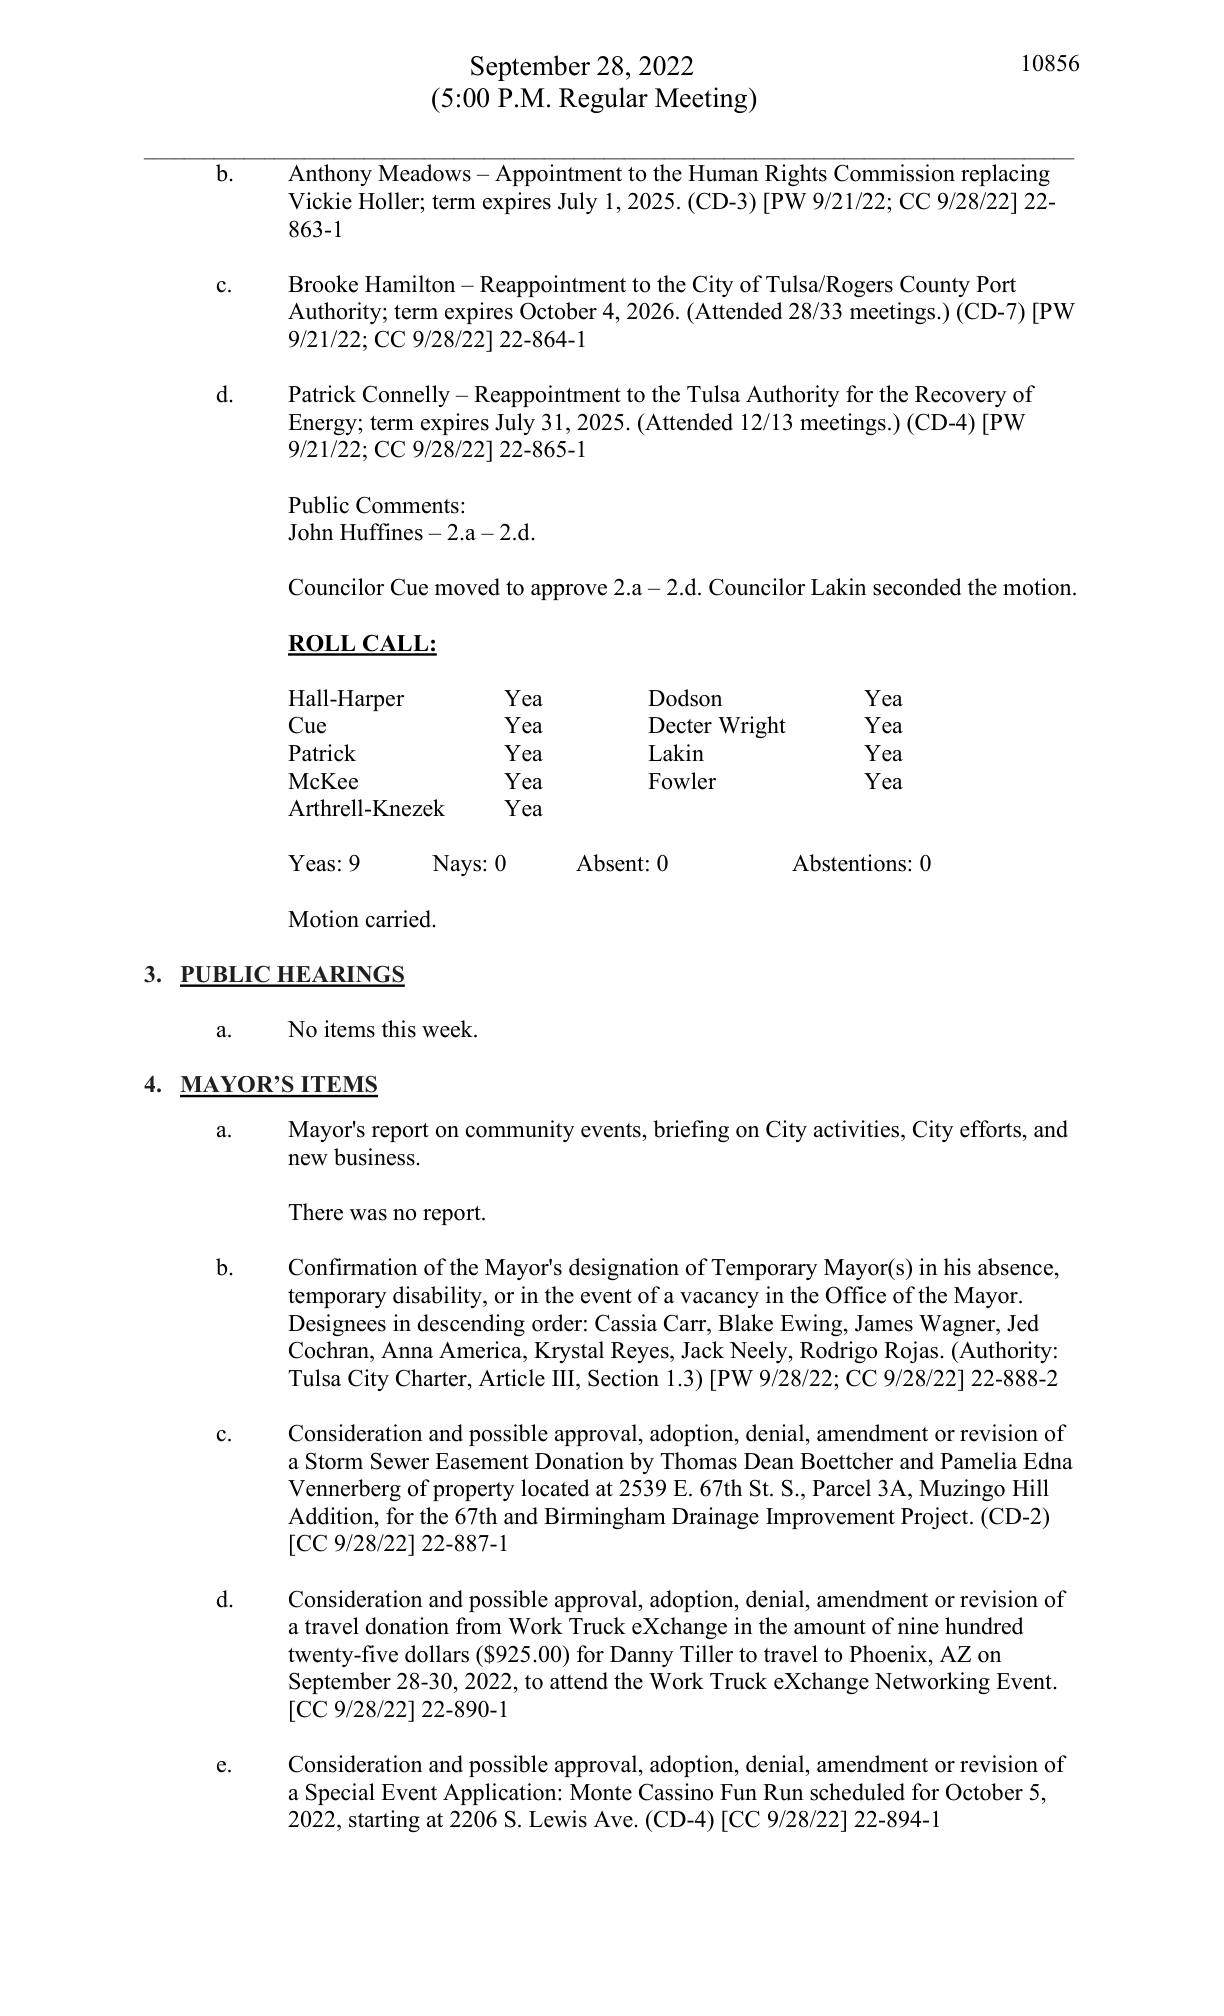 September 28, 2022
10856
(5:00 P.M. Regular Meeting)
b. Anthony Meadows – Appointment to the Human Rights Commission replacing
Vickie Holler; term expires July 1, 2025. (CD-3) [PW 9/21/22; CC 9/28/22] 22-
863-1
c. Brooke Hamilton – Reappointment to the City of Tulsa/Rogers County Port
Authority; term expires October 4, 2026. (Attended 28/33 meetings.) (CD-7) [PW
9/21/22; CC 9/28/22] 22-864-1
d. Patrick Connelly – Reappointment to the Tulsa Authority for the Recovery of
Energy; term expires July 31, 2025. (Attended 12/13 meetings.) (CD-4) [PW
9/21/22; CC 9/28/22] 22-865-1
Public Comments:
John Huffines – 2.a – 2.d.
Councilor Cue moved to approve 2.a – 2.d. Councilor Lakin seconded the motion.
ROLL CALL:
Hall-Harper Yea Dodson Yea
Cue Yea Decter Wright Yea
Patrick Yea Lakin Yea
McKee Yea Fowler Yea
Arthrell-Knezek Yea
Yeas: 9 Nays: 0 Absent: 0 Abstentions: 0
Motion carried.
3. PUBLIC HEARINGS
a. No items this week.
4. MAYOR’S ITEMS
a. Mayor's report on community events, briefing on City activities, City efforts, and
new business.
There was no report.
b. Confirmation of the Mayor's designation of Temporary Mayor(s) in his absence,
temporary disability, or in the event of a vacancy in the Office of the Mayor.
Designees in descending order: Cassia Carr, Blake Ewing, James Wagner, Jed
Cochran, Anna America, Krystal Reyes, Jack Neely, Rodrigo Rojas. (Authority:
Tulsa City Charter, Article III, Section 1.3) [PW 9/28/22; CC 9/28/22] 22-888-2
c. Consideration and possible approval, adoption, denial, amendment or revision of
a Storm Sewer Easement Donation by Thomas Dean Boettcher and Pamelia Edna
Vennerberg of property located at 2539 E. 67th St. S., Parcel 3A, Muzingo Hill
Addition, for the 67th and Birmingham Drainage Improvement Project. (CD-2)
[CC 9/28/22] 22-887-1
d. Consideration and possible approval, adoption, denial, amendment or revision of
a travel donation from Work Truck eXchange in the amount of nine hundred
twenty-five dollars ($925.00) for Danny Tiller to travel to Phoenix, AZ on
September 28-30, 2022, to attend the Work Truck eXchange Networking Event.
[CC 9/28/22] 22-890-1
e. Consideration and possible approval, adoption, denial, amendment or revision of
a Special Event Application: Monte Cassino Fun Run scheduled for October 5,
2022, starting at 2206 S. Lewis Ave. (CD-4) [CC 9/28/22] 22-894-1